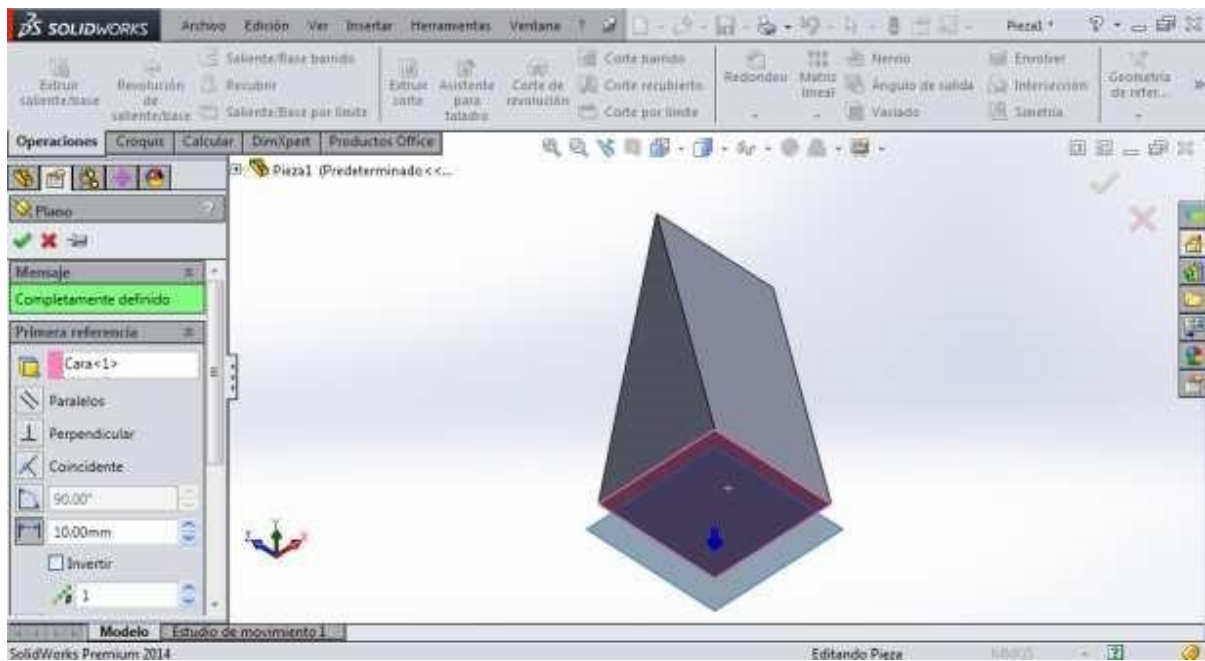 SOLIDWORKS Archivo Edición Ver Insertar Herramientas Ventana ? Pieza1 *
Extruir saliente/base
Revolución de saliente/base
Saliente/Base barrido
Recubrir
Saliente/Base por límite
Extruir corte
Asistente para taladro
Corte de revolución
Corte barrido
Corte recubierto
Corte por límite
Redondeo
Matriz lineal
Nervio
Ángulo de salida
Vaciado
Envolver
Intersección
Simetría
Geometría de refer...
Operaciones Croquis Calcular DimXpert Productos Office
Pieza1 (Predeterminado<<...
Plano ?
Mensaje
Completamente definido
Primera referencia
Cara<1>
Paralelos
Perpendicular
Coincidente
90.00°
10.00mm
Invertir
1
Modelo Estudio de movimiento 1
SolidWorks Premium 2014 Editando Pieza MMGS